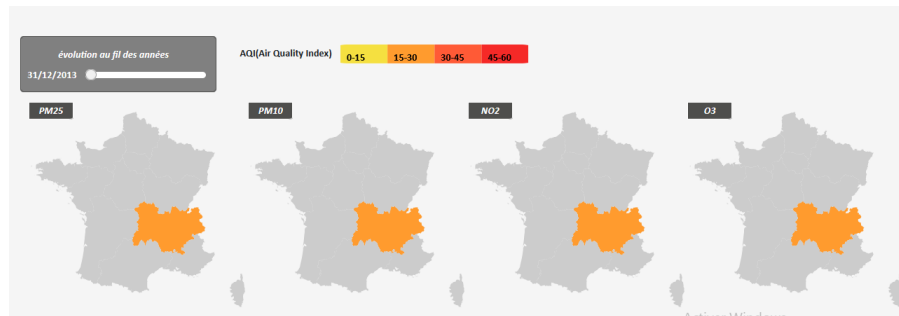 évolution au fil des années
31/12/2013
AQI(Air Quality Index) 0-15 15-30 30-45 45-60
PM25 PM10 NO2 O3